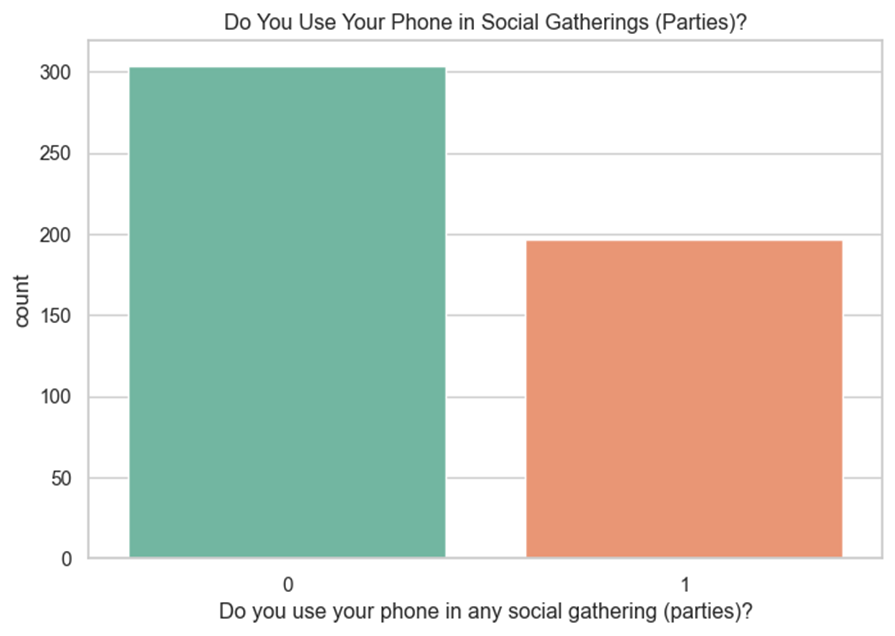 Do You Use Your Phone in Social Gatherings (Parties)?
300
250
200
150
100
50
0
count
0 1
Do you use your phone in any social gathering (parties)?